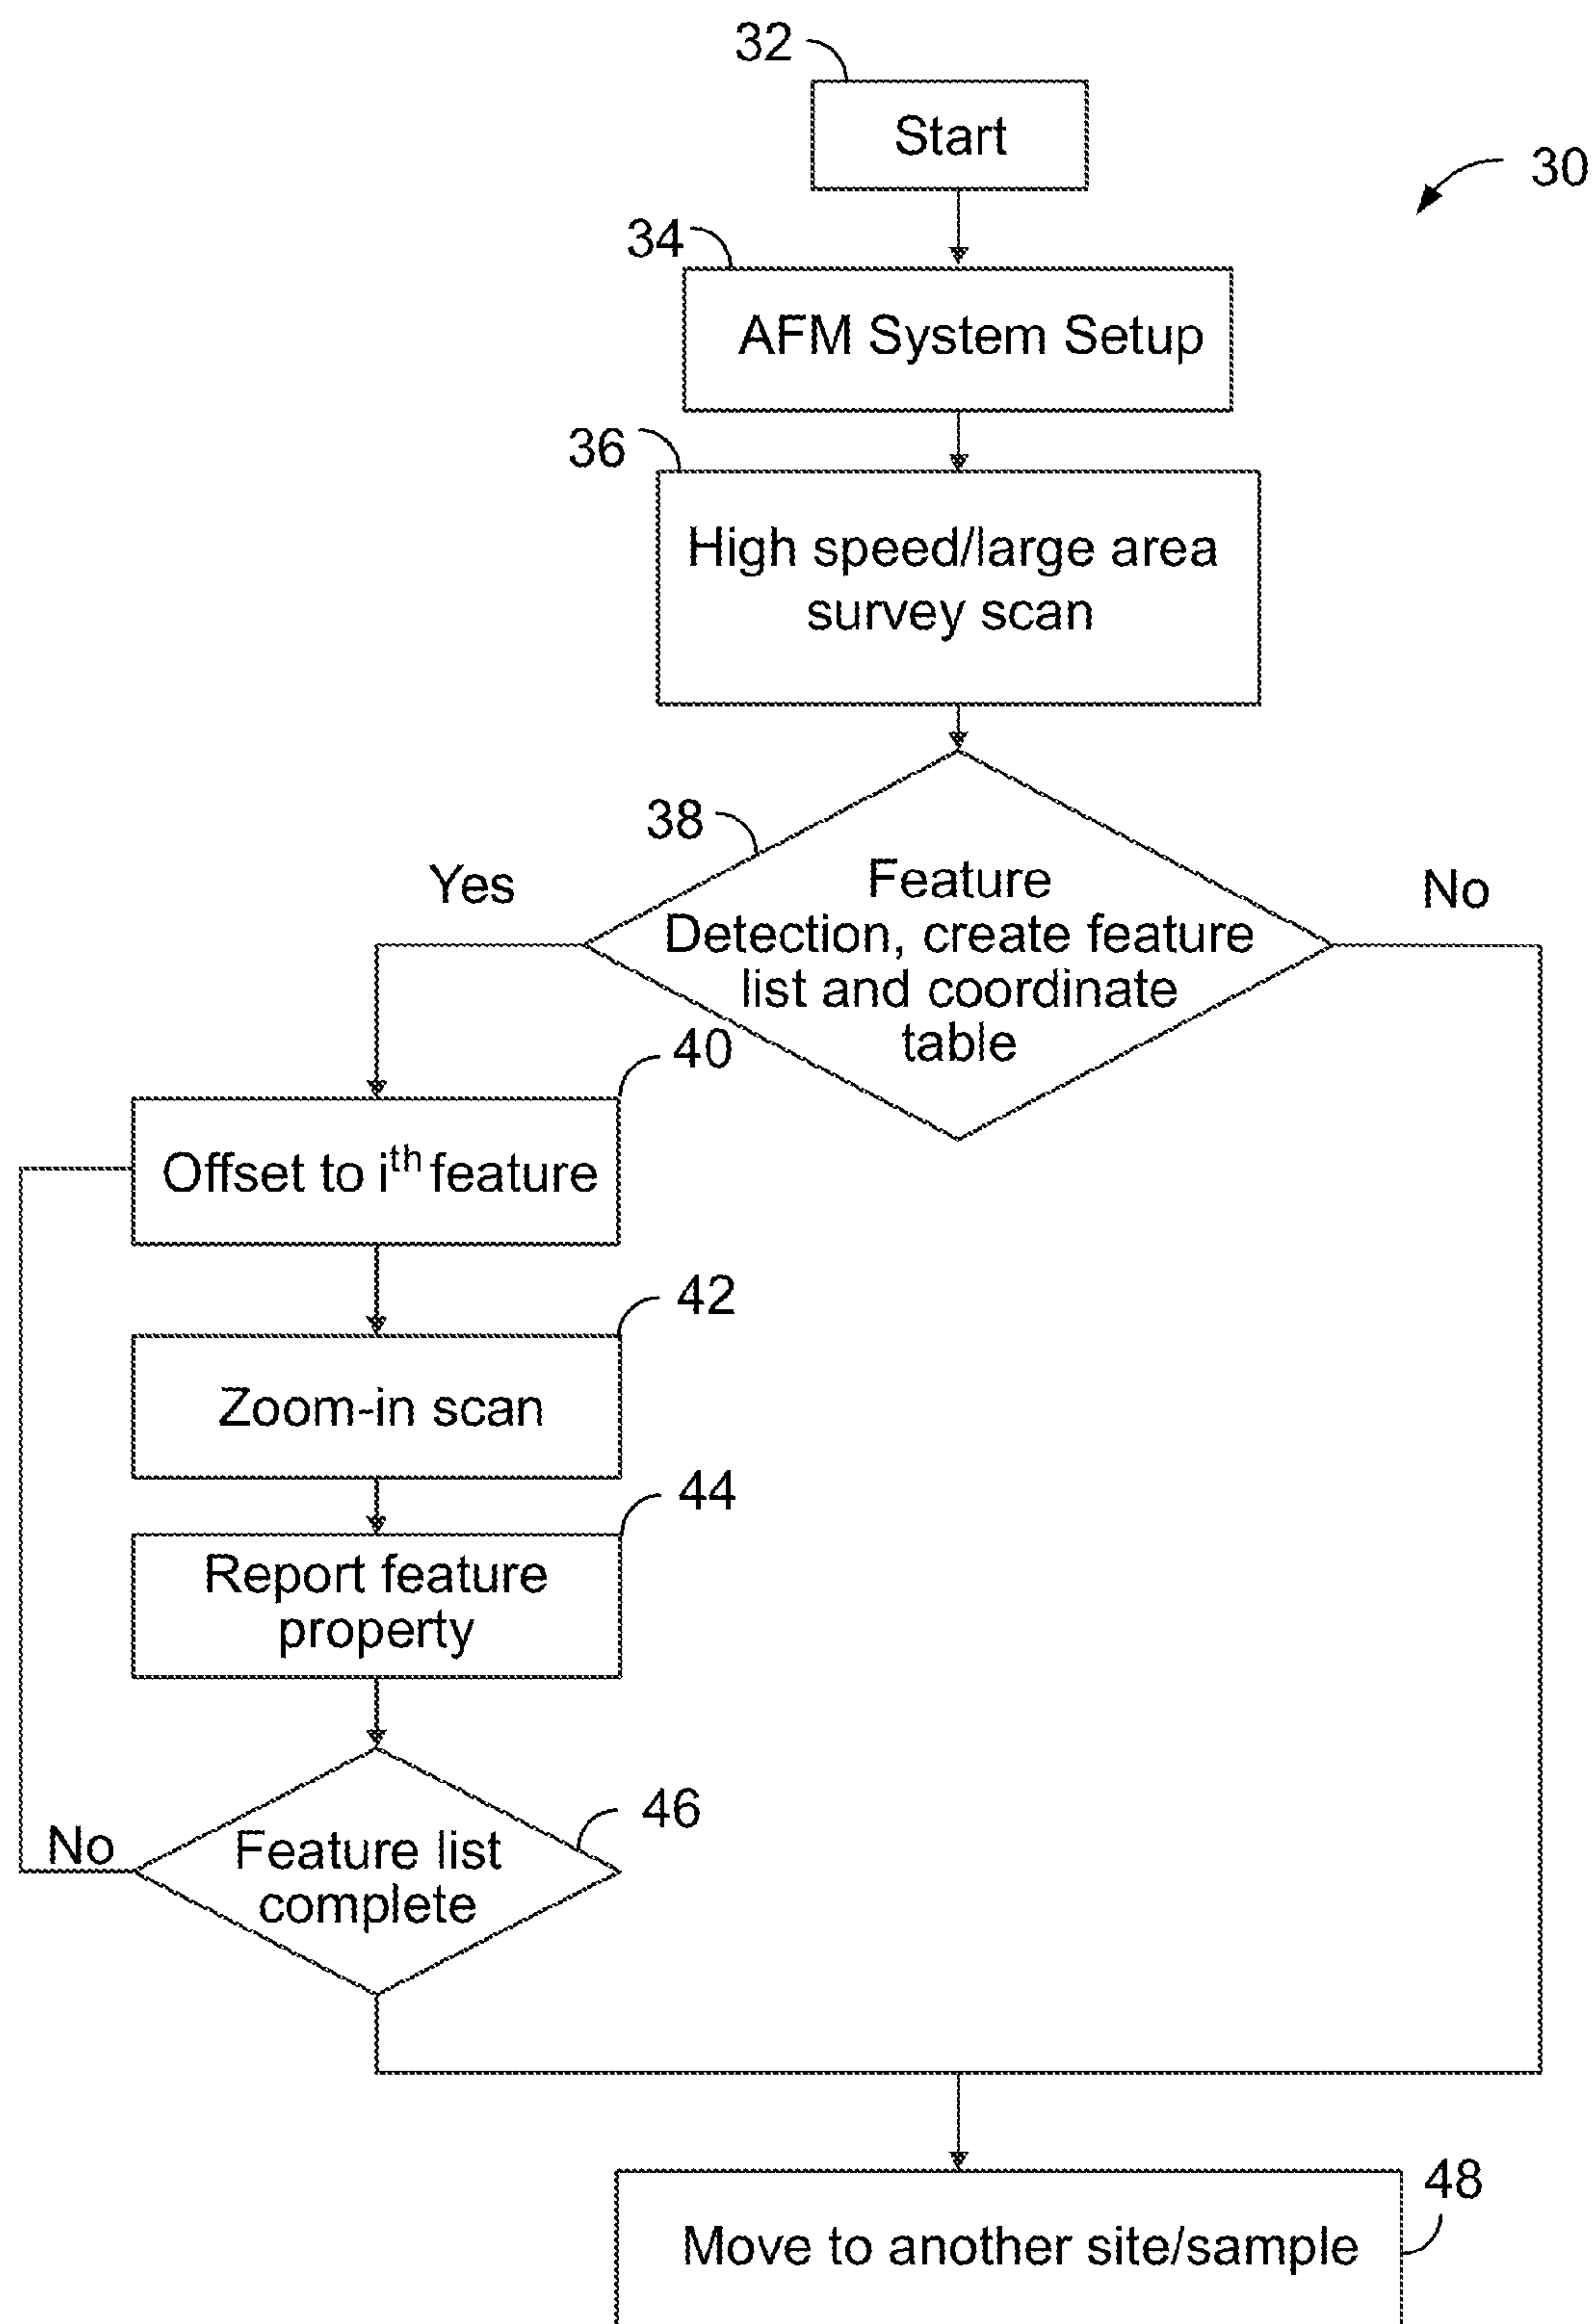 32
Start
30
34
AFM System Setup
36
High speed/large area
survey scan
38
Yes
Feature
Detection, create feature
list and coordinate
table
No
40
Offset to ith feature
42
Zoom-in scan
44
Report feature
property
46
No
Feature list
complete
48
Move to another site/sample